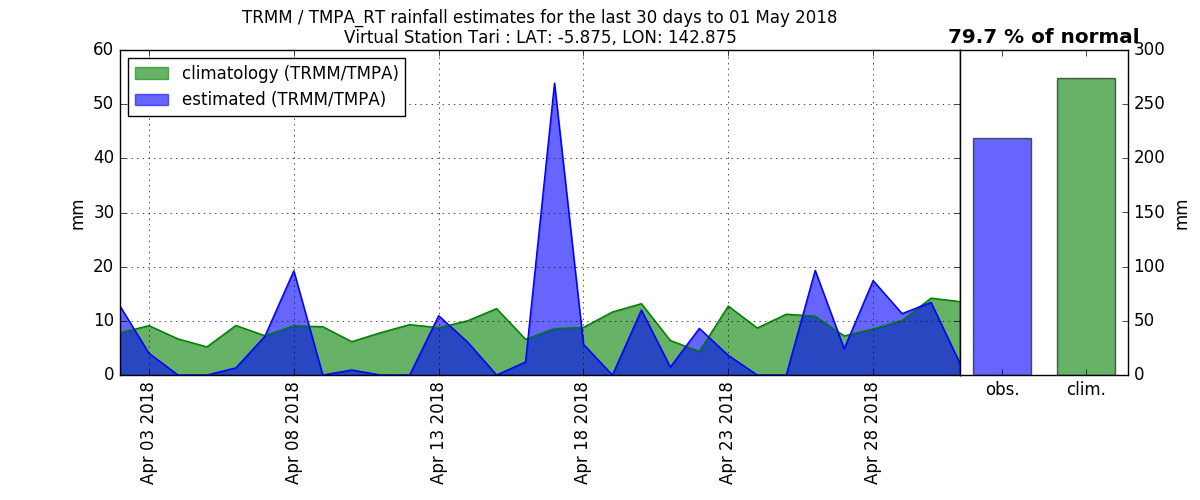 TRMM / TMPA_RT rainfall estimates for the last 30 days to 01 May 2018
Virtual Station Tari : LAT: -5.875, LON: 142.875
79.7 % of normal
climatology (TRMM/TMPA)
estimated (TRMM/TMPA)
60
50
40
30
20
10
0
mm
Apr 03 2018
Apr 08 2018
Apr 13 2018
Apr 18 2018
Apr 23 2018
Apr 28 2018
300
250
200
150
100
50
0
mm
obs.
clim.